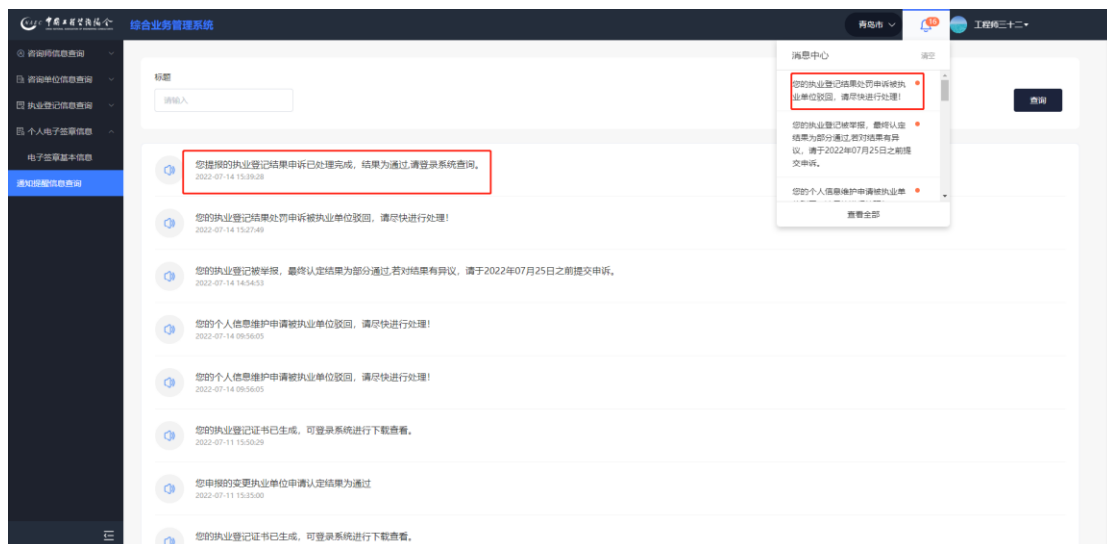 综合业务管理系统
青岛市
16
工程师三十二
咨询师信息查询
咨询单位信息查询
执业登记信息查询
个人电子签章信息
电子签章基本信息
通知提醒信息查询
标题
请输入
查询
消息中心
清空
您的执业登记结果处罚申诉被执
业单位驳回，请尽快进行处理！
您的执业登记被举报，最终认定
结果为部分通过,若对结果有异
议，请于2022年07月25日之前提
交申诉。
您的个人信息维护申请被执业单
查看全部
您提报的执业登记结果申诉已处理完成，结果为通过,请登录系统查询。
2022-07-14 15:39:28
您的执业登记结果处罚申诉被执业单位驳回，请尽快进行处理！
2022-07-14 15:27:49
您的执业登记被举报，最终认定结果为部分通过,若对结果有异议，请于2022年07月25日之前提交申诉。
2022-07-14 14:54:53
您的个人信息维护申请被执业单位驳回，请尽快进行处理！
2022-07-14 09:56:05
您的个人信息维护申请被执业单位驳回，请尽快进行处理！
2022-07-14 09:56:05
您的执业登记证书已生成，可登录系统进行下载查看。
2022-07-11 15:50:29
您申报的变更执业单位申请认定结果为通过
2022-07-11 15:35:00
您的执业登记证书已生成，可登录系统进行下载查看。